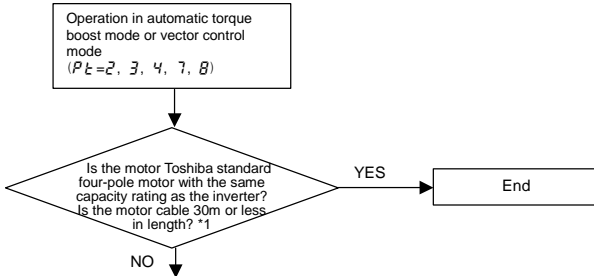 Operation in automatic torque
boost mode or vector control
mode
(Pt=2, 3, 4, 7, 8)
Is the motor Toshiba standard
four-pole motor with the same
capacity rating as the inverter?
Is the motor cable 30m or less
in length? *1
YES
End
NO